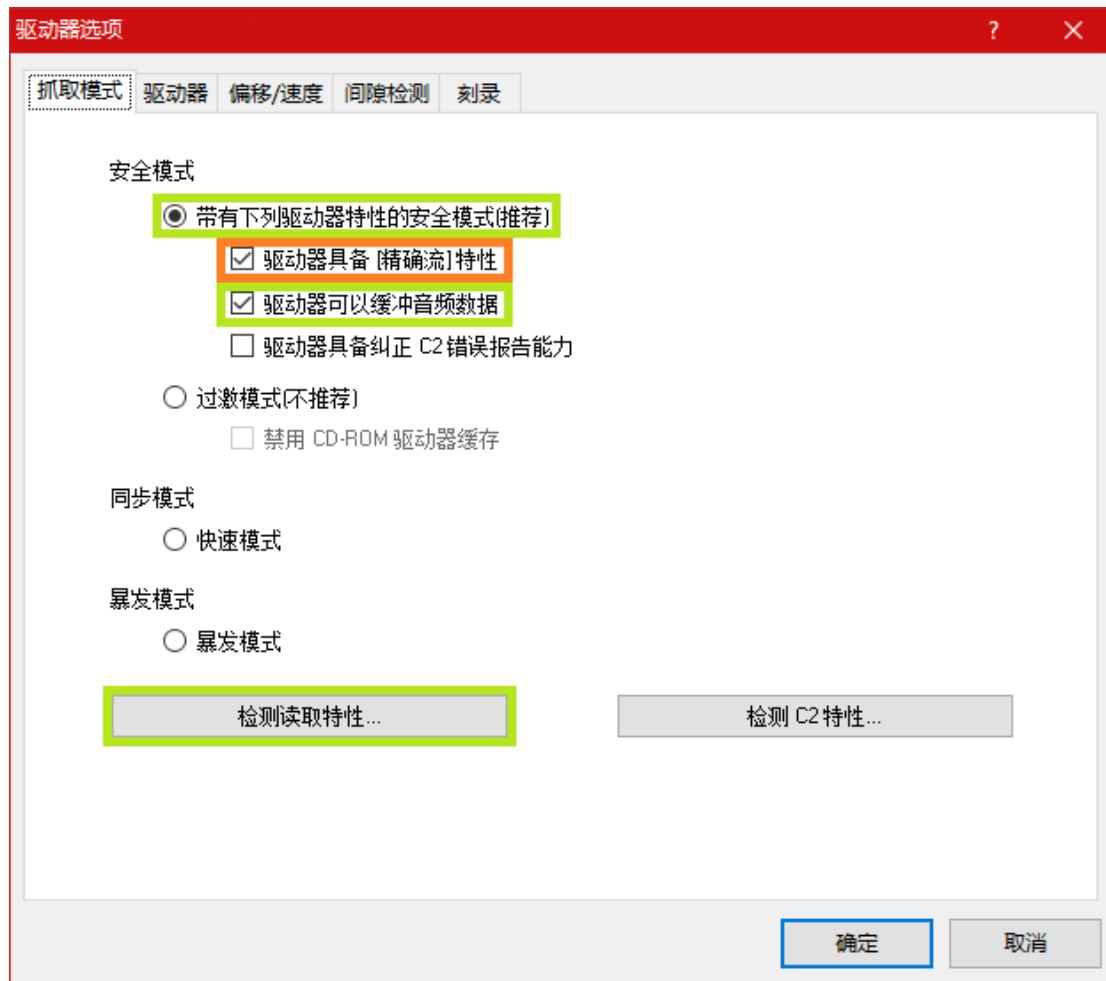 驱动器选项
?
抓取模式 驱动器 偏移/速度 间隙检测 刻录
安全模式
带有下列驱动器特性的安全模式(推荐)
驱动器具备 [精确流] 特性
驱动器可以缓冲音频数据
驱动器具备纠正 C2 错误报告能力
过激模式(不推荐)
禁用 CD-ROM 驱动器缓存
同步模式
快速模式
暴发模式
暴发模式
检测读取特性... 检测 C2 特性...
确定 取消